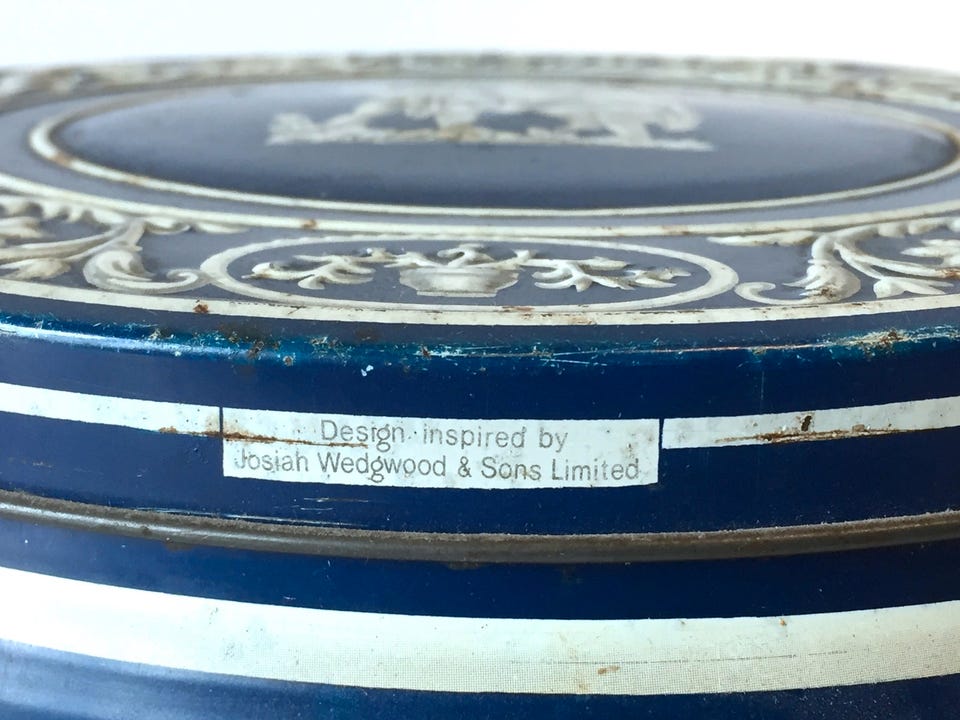 Design inspired by
Josiah Wedgwood & Sons Limited